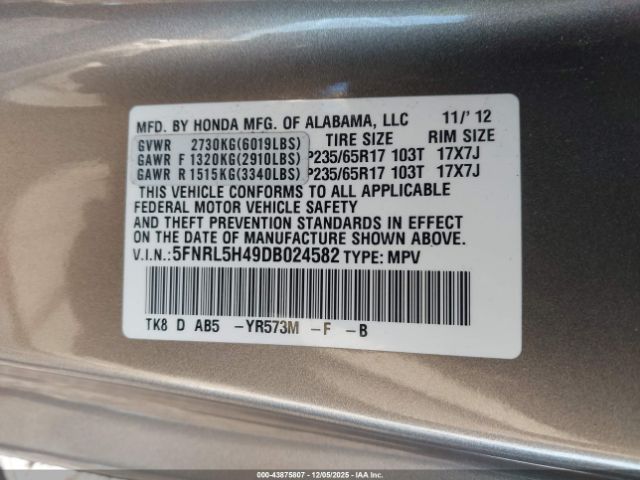 MFD. BY HONDA MFG. OF ALABAMA, LLC 11/' 12
GVWR 2730KG(6019LBS) TIRE SIZE RIM SIZE
GAWR F 1320KG(2910LBS) P235/65R17 103T 17X7J
GAWR R 1515KG(3340LBS) P235/65R17 103T 17X7J
THIS VEHICLE CONFORMS TO ALL APPLICABLE
FEDERAL MOTOR VEHICLE SAFETY
AND THEFT PREVENTION STANDARDS IN EFFECT
ON THE DATE OF MANUFACTURE SHOWN ABOVE.
V.I.N.: 5FNRL5H49DB024582 TYPE: MPV
TK8 D AB5 -YR573M -F -B
000-43875807 - 12/05/2025 - IAAI.CA